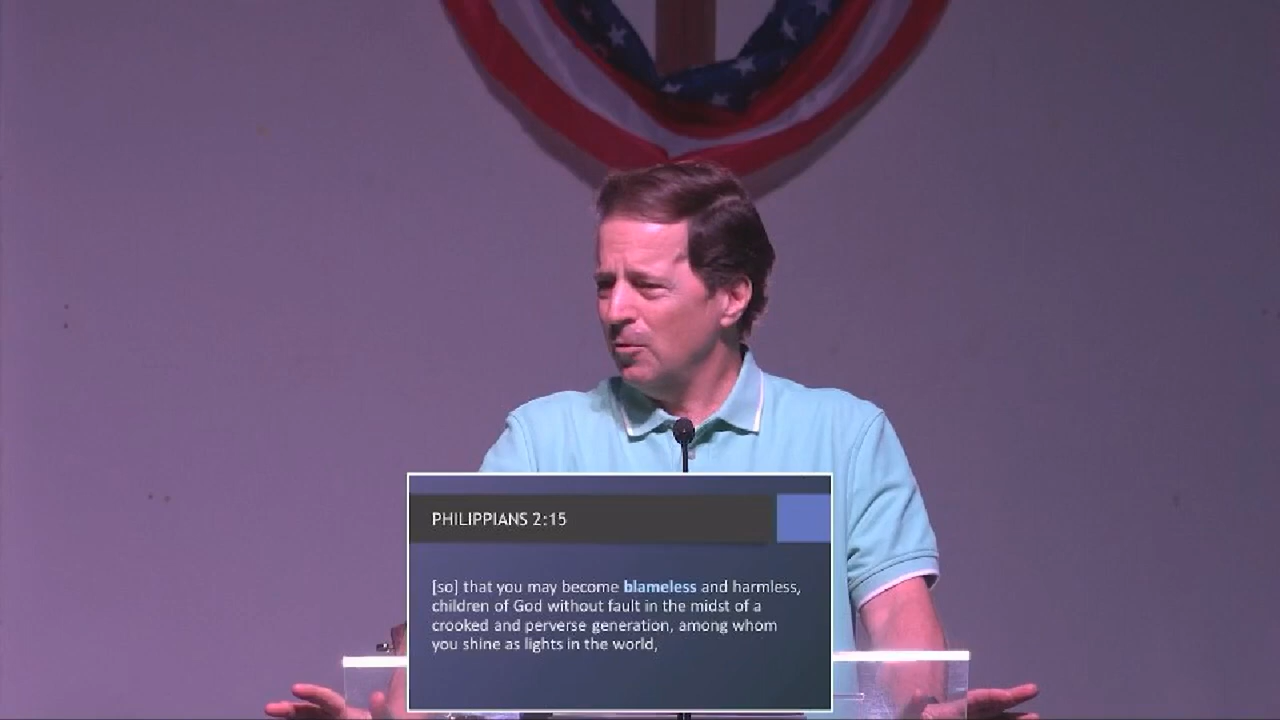 PHILIPPIANS 2:15
[so] that you may become blameless and harmless,
children of God without fault in the midst of a
crooked and perverse generation, among whom
you shine as lights in the world,